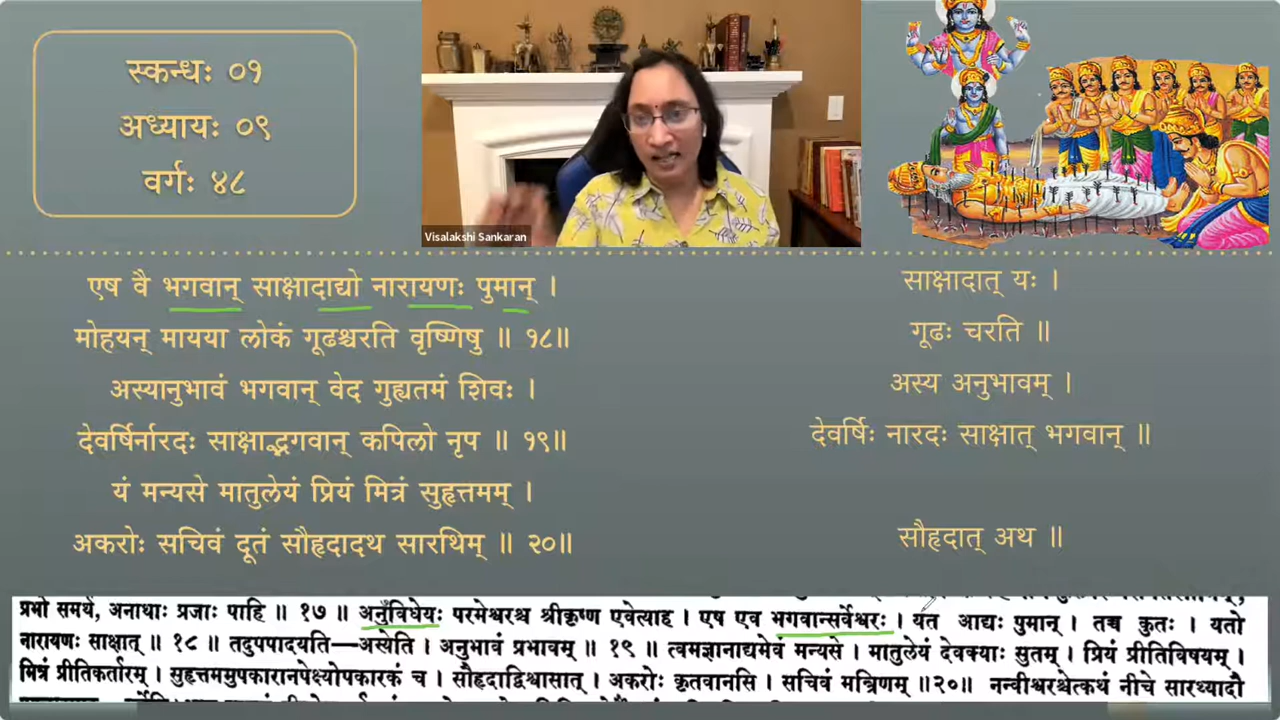 स्कन्धः ०१
अध्यायः ०९
वर्गः ४८
Visalakshi Sankaran
एष वै भगवान् साक्षादाद्यो नारायणः पुमान् ।
मोहयन् मायया लोकं गूढश्चरति वृष्णिषु ॥ १८॥
अस्यानुभावं भगवान् वेद गुह्यतमं शिवः ।
देवर्षिर्नारदः साक्षाद्भगवान् कपिलो नृप ॥ १९॥
यं मन्यसे मातुलेयं प्रियं मित्रं सुहृत्तमम् ।
अकरोः सचिवं दूतं सौहृदादथ सारथिम् ॥ २०॥
साक्षादात् यः ।
गूढः चरति ॥
अस्य अनुभावम् ।
देवर्षिः नारदः साक्षात् भगवान् ॥
सौहृदात् अथ ॥
प्रभो समर्थ, अनाथाः प्रजाः पाहि ॥ १७ ॥ अनुविधेयः परमेश्वरश्च श्रीकृष्ण एवेत्याह । एष एव भगवान्सर्वेश्वरः । यत आद्यः पुमान् । तच्च कुतः । यतो
नारायणः साक्षात् ॥ १८ ॥ तदुपपादयति—अस्येति । अनुभावं प्रभावम् ॥ १९ ॥ त्वमज्ञानाद्यमेवं मन्यसे । मातुलेयं देवक्याः सुतम् । प्रियं प्रीतिविषयम् ।
मित्रं प्रीतिकर्तारम् । सुहृत्तममुपकारानपेक्ष्योपकारकं च । सौहृदाद्विश्वासात् । अकरोः कृतवानसि । सचिवं मन्त्रिणम् ॥२०॥ नन्वीश्वरश्चेत्कथं नीचे सारथ्यादौ